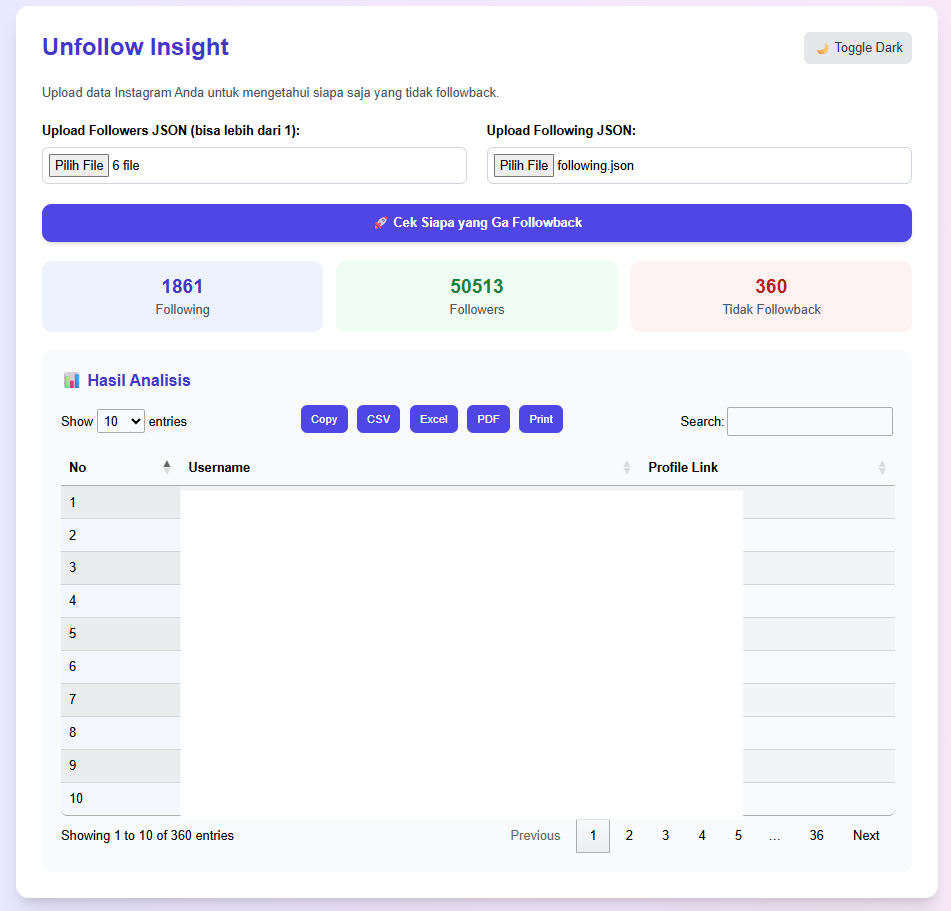 Unfollow Insight
🌙 Toggle Dark
Upload data Instagram Anda untuk mengetahui siapa saja yang tidak followback.
Upload Followers JSON (bisa lebih dari 1):
Pilih File 6 file
Upload Following JSON:
Pilih File following.json
🚀 Cek Siapa yang Ga Followback
1861
Following
50513
Followers
360
Tidak Followback
📊 Hasil Analisis
Show 10 entries
Copy CSV Excel PDF Print
Search:
No Username Profile Link
1
2
3
4
5
6
7
8
9
10
Showing 1 to 10 of 360 entries
Previous 1 2 3 4 5 ... 36 Next